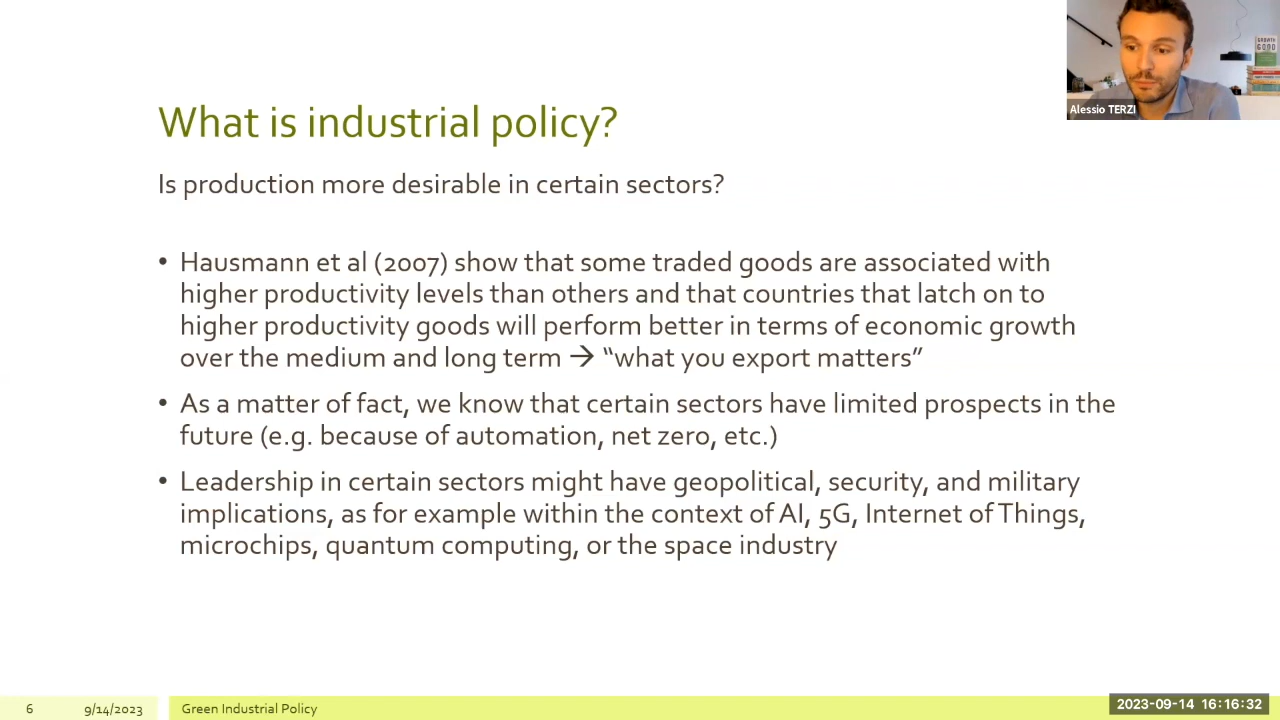 What is industrial policy?
Is production more desirable in certain sectors?
• Hausmann et al (2007) show that some traded goods are associated with
higher productivity levels than others and that countries that latch on to
higher productivity goods will perform better in terms of economic growth
over the medium and long term → “what you export matters”
• As a matter of fact, we know that certain sectors have limited prospects in the
future (e.g. because of automation, net zero, etc.)
• Leadership in certain sectors might have geopolitical, security, and military
implications, as for example within the context of AI, 5G, Internet of Things,
microchips, quantum computing, or the space industry
Alessio TERZI
6 9/14/2023 Green Industrial Policy
2023-09-14 16:16:32